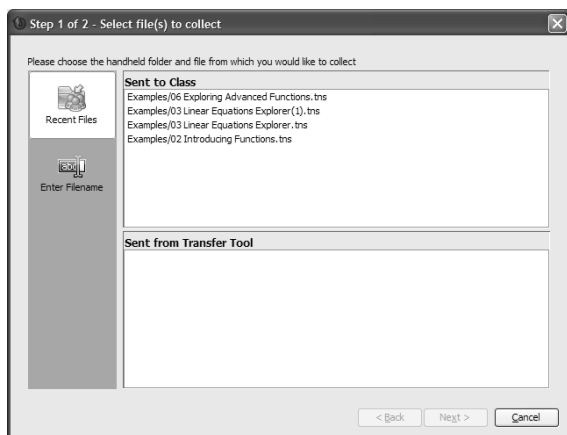 Step 1 of 2 - Select file(s) to collect
Please choose the handheld folder and file from which you would like to collect
Recent Files
Enter Filename
Sent to Class
Examples/06 Exploring Advanced Functions.tns
Examples/03 Linear Equations Explorer(1).tns
Examples/03 Linear Equations Explorer.tns
Examples/02 Introducing Functions.tns
Sent from Transfer Tool
< Back
Next >
Cancel